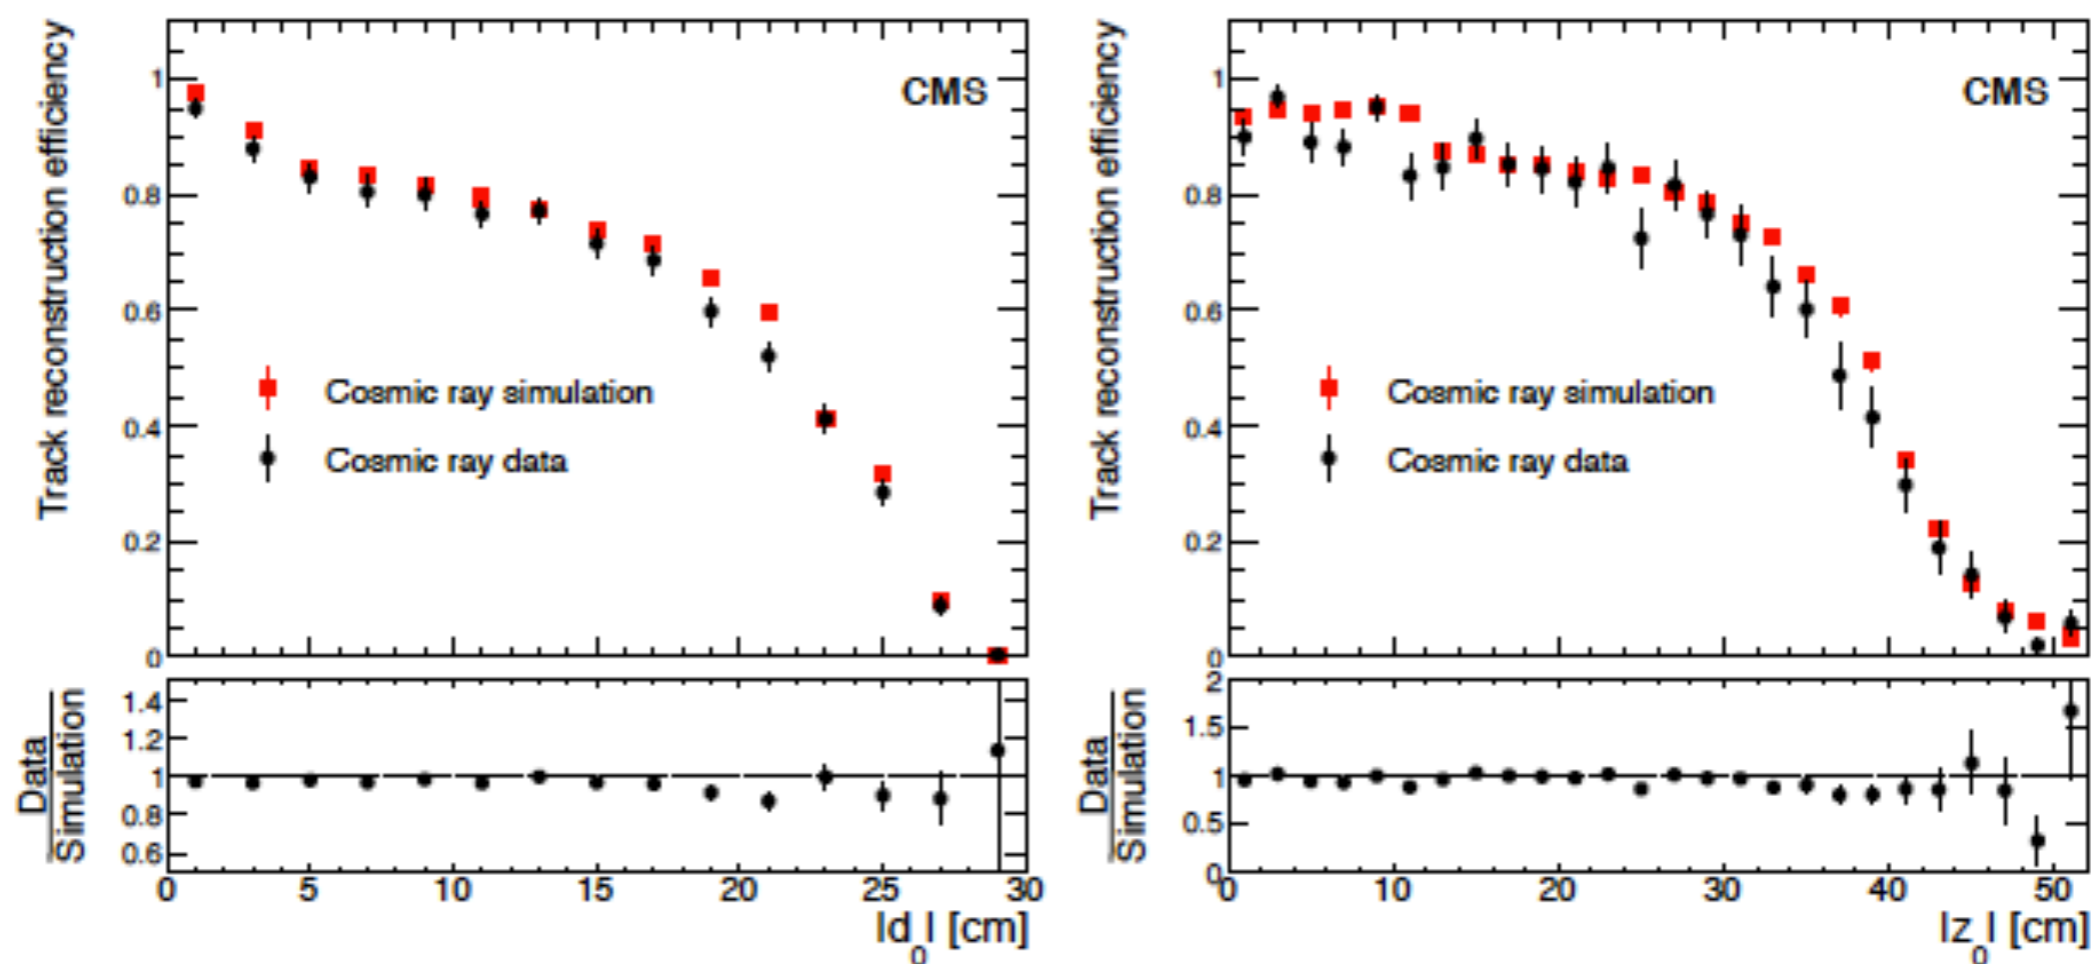 CMS
Track reconstruction efficiency
1
0.8
0.6
0.4
0.2
0
Cosmic ray simulation
Cosmic ray data
Data
Simulation
1.4
1.2
1
0.8
0.6
0 5 10 15 20 25 30
|d0| [cm]
CMS
Track reconstruction efficiency
1
0.8
0.6
0.4
0.2
0
Cosmic ray simulation
Cosmic ray data
Data
Simulation
2
1.5
1
0.5
0
0 10 20 30 40 50
|z0| [cm]